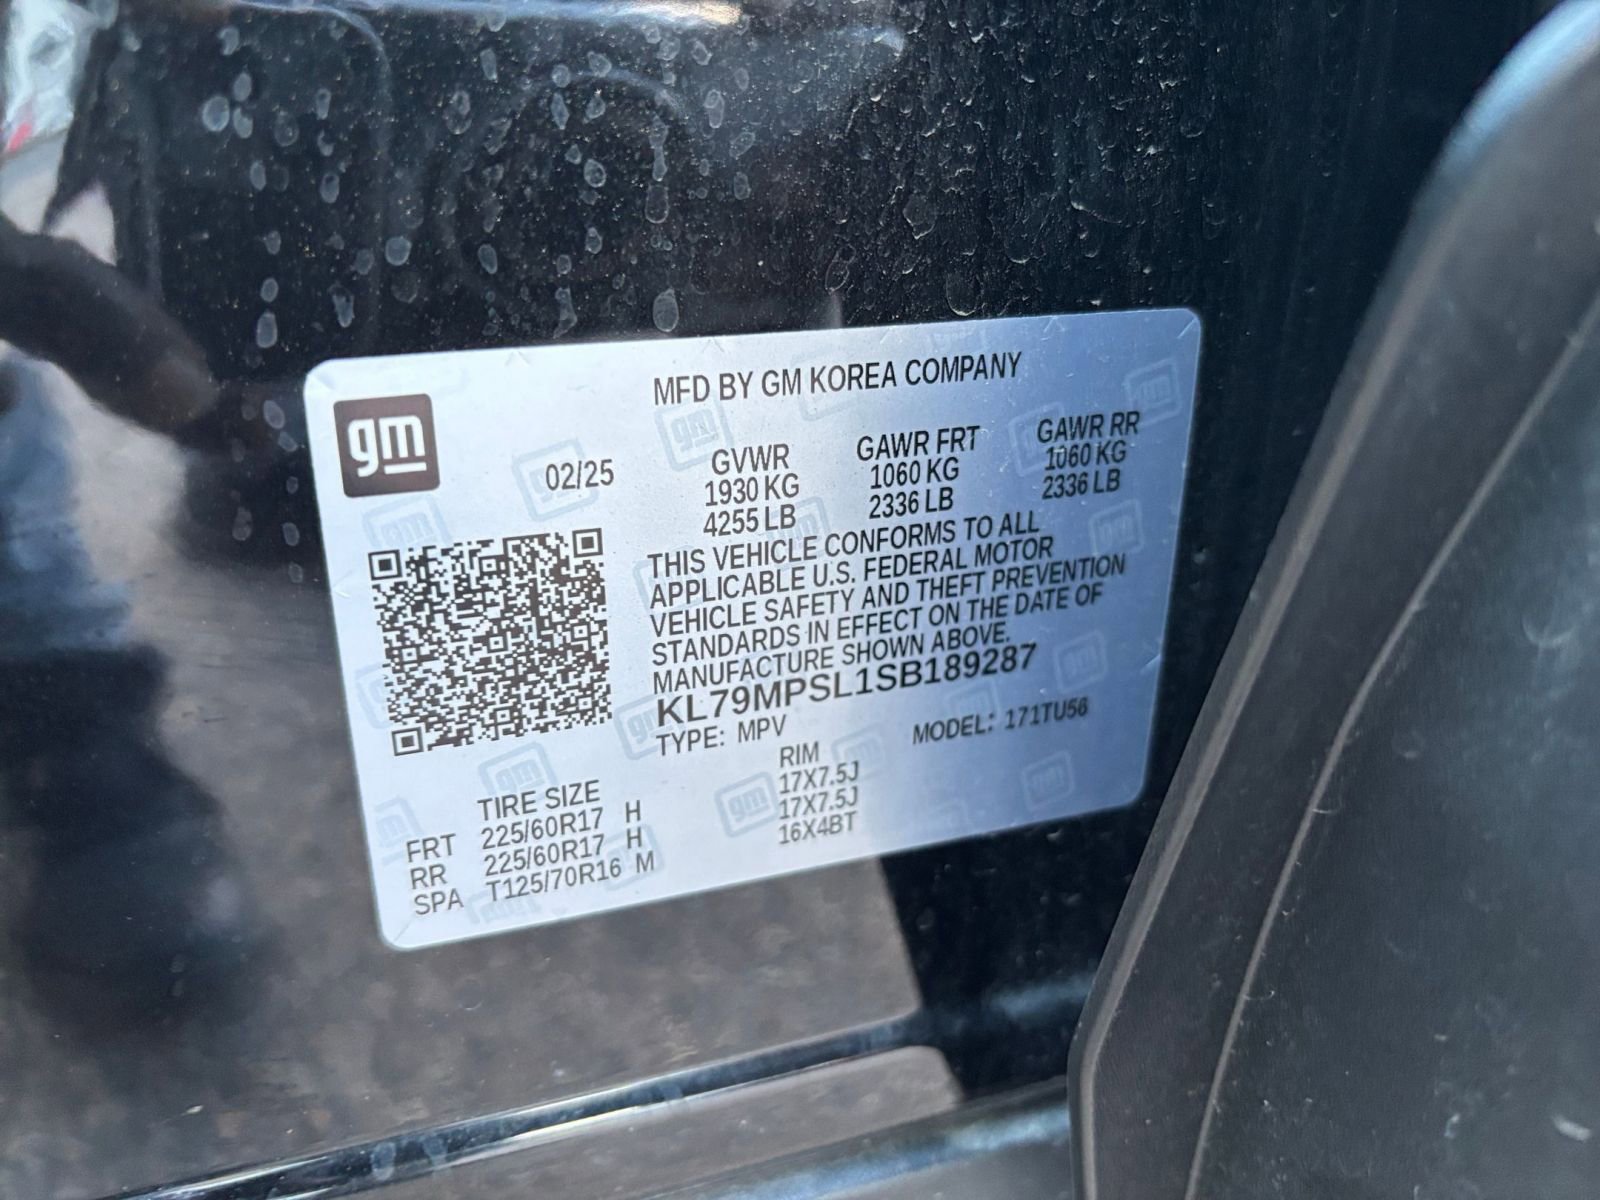 MFD BY GM KOREA COMPANY
gm
02/25
GVWR GAWR FRT GAWR RR
1930 KG 1060 KG 1060 KG
4255 LB 2336 LB 2336 LB
THIS VEHICLE CONFORMS TO ALL
APPLICABLE U.S. FEDERAL MOTOR
VEHICLE SAFETY AND THEFT PREVENTION
STANDARDS IN EFFECT ON THE DATE OF
MANUFACTURE SHOWN ABOVE.
KL79MPSL1SB189287
TYPE: MPV MODEL: 171TU56
TIRE SIZE RIM
FRT 225/60R17 H 17X7.5J
RR 225/60R17 H 17X7.5J
SPA T125/70R16 M 16X4BT